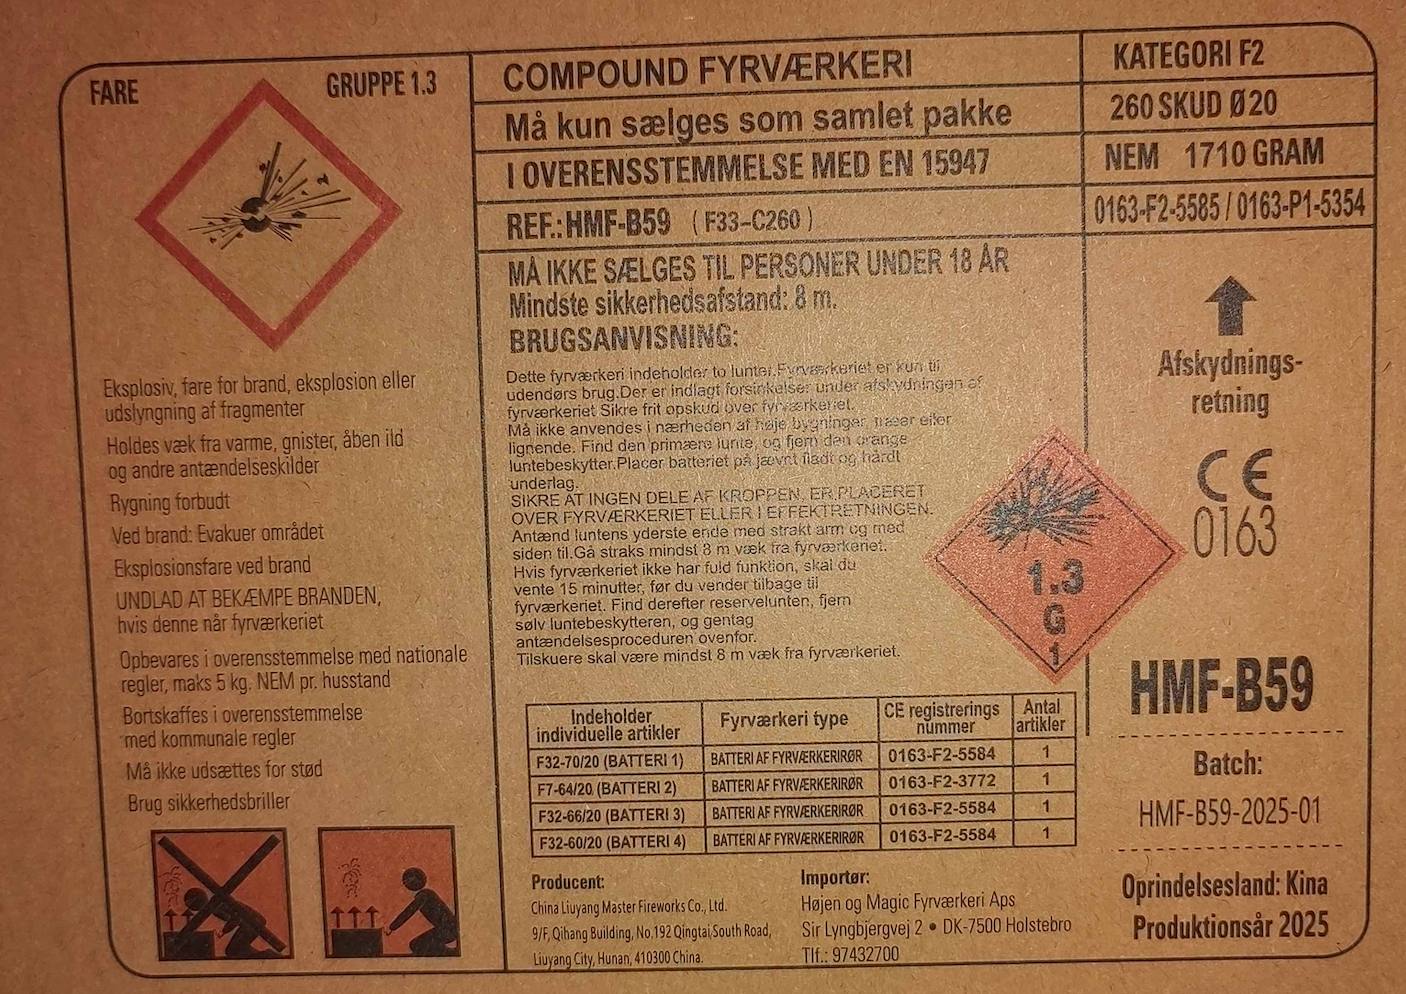 FARE
GRUPPE 1.3
Eksplosiv, fare for brand, eksplosion eller
udslyngning af fragmenter
Holdes væk fra varme, gnister, åben ild
og andre antændelseskilder
Rygning forbudt
Ved brand: Evakuer området
Eksplosionsfare ved brand
UNDLAD AT BEKÆMPE BRANDEN,
hvis denne når fyrværkeriet
Opbevares i overensstemmelse med nationale
regler, maks 5 kg. NEM pr. husstand
Bortskaffes i overensstemmelse
med kommunale regler
Må ikke udsættes for stød
Brug sikkerhedsbriller
COMPOUND FYRVÆRKERI
Må kun sælges som samlet pakke
I OVERENSSTEMMELSE MED EN 15947
REF.: HMF-B59 ( F33-C260 )
MÅ IKKE SÆLGES TIL PERSONER UNDER 18 ÅR
Mindste sikkerhedsafstand: 8 m.
BRUGSANVISNING:
Dette fyrværkeri indeholder to lunter.Fyrværkeriet er kun til
udendørs brug.Der er indlagt forsinkelser under afskydningen af
fyrværkeriet Sikre frit opskud over fyrværkeriet.
Må ikke anvendes i nærheden af høje bygninger, træer eller
lignende. Find den primære lunte, og fjern den orange
luntebeskytter.Placer batteriet på jævnt fladt og hårdt
underlag.
SIKRE AT INGEN DELE AF KROPPEN, ER PLACERET
OVER FYRVÆRKERIET ELLER I EFFEKTRETNINGEN.
Antænd luntens yderste ende med strakt arm og med
siden til.Gå straks mindst 8 m væk fra fyrværkeriet.
Hvis fyrværkeriet ikke har fuld funktion, skal du
vente 15 minutter, før du vender tilbage til
fyrværkeriet. Find derefter reservelunten, fjern
sølv luntebeskytteren, og gentag
antændelsesproceduren ovenfor.
Tilskuere skal være mindst 8 m væk fra fyrværkeriet.
1.3
G
1
Indeholder individuelle artikler Fyrværkeri type CE registrerings nummer Antal artikler
F32-70/20 (BATTERI 1) BATTERI AF FYRVÆRKERIRØR 0163-F2-5584 1
F7-64/20 (BATTERI 2) BATTERI AF FYRVÆRKERIRØR 0163-F2-3772 1
F32-66/20 (BATTERI 3) BATTERI AF FYRVÆRKERIRØR 0163-F2-5584 1
F32-60/20 (BATTERI 4) BATTERI AF FYRVÆRKERIRØR 0163-F2-5584 1
Producent:
China Liuyang Master Fireworks Co., Ltd.
9/F, Qihang Building, No.192 Qingtai South Road,
Liuyang City, Hunan, 410300 China.
Importør:
Højen og Magic Fyrværkeri Aps
Sir Lyngbjergvej 2 • DK-7500 Holstebro
Tlf.: 97432700
KATEGORI F2
260 SKUD Ø20
NEM 1710 GRAM
0163-F2-5585 / 0163-P1-5354
Afskydnings-
retning
CE
0163
HMF-B59
Batch:
HMF-B59-2025-01
Oprindelsesland: Kina
Produktionsår 2025